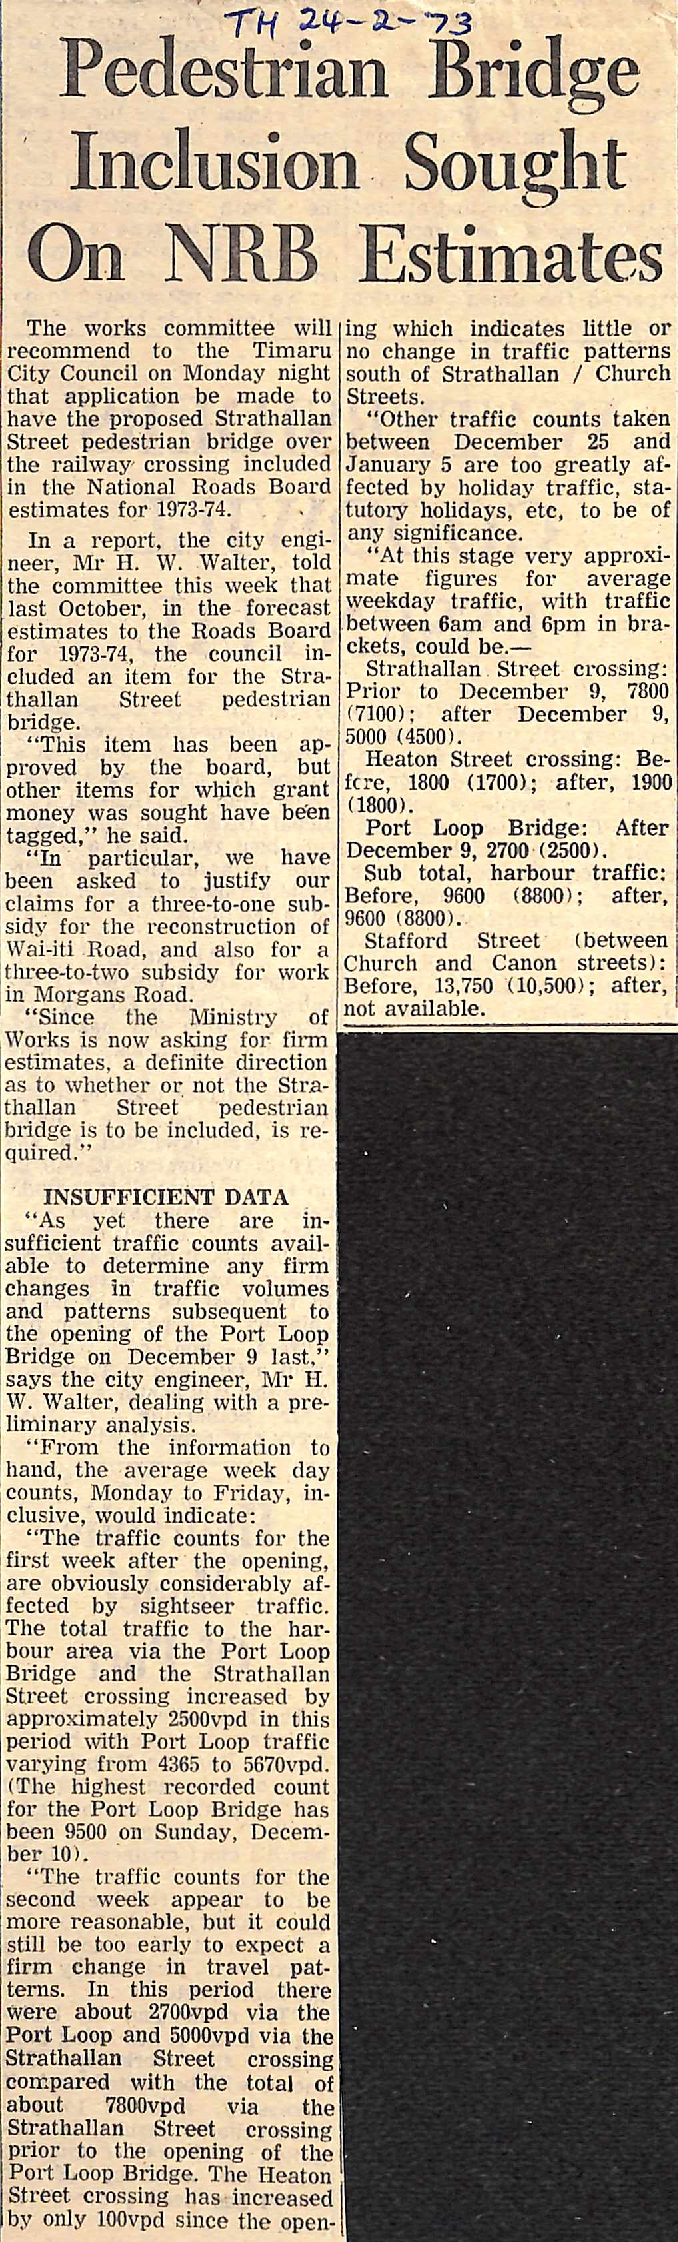 TH 24-2-73
Pedestrian Bridge
Inclusion Sought
On NRB Estimates
The works committee will
recommend to the Timaru
City Council on Monday night
that application be made to
have the proposed Strathallan
Street pedestrian bridge over
the railway crossing included
in the National Roads Board
estimates for 1973-74.
In a report, the city engi-
neer, Mr H. W. Walter, told
the committee this week that
last October, in the forecast
estimates to the Roads Board
for 1973-74, the council in-
cluded an item for the Stra-
thallan Street pedestrian
bridge.
"This item has been ap-
proved by the board, but
other items for which grant
money was sought have been
tagged," he said.
"In particular, we have
been asked to justify our
claims for a three-to-one sub-
sidy for the reconstruction of
Wai-iti Road, and also for a
three-to-two subsidy for work
in Morgans Road.
"Since the Ministry of
Works is now asking for firm
estimates, a definite direction
as to whether or not the Stra-
thallan Street pedestrian
bridge is to be included, is re-
quired."
INSUFFICIENT DATA
"As yet there are in-
sufficient traffic counts avail-
able to determine any firm
changes in traffic volumes
and patterns subsequent to
the opening of the Port Loop
Bridge on December 9 last,"
says the city engineer, Mr H.
W. Walter, dealing with a pre-
liminary analysis.
"From the information to
hand, the average week day
counts, Monday to Friday, in-
clusive, would indicate:
"The traffic counts for the
first week after the opening,
are obviously considerably af-
fected by sightseer traffic.
The total traffic to the har-
bour area via the Port Loop
Bridge and the Strathallan
Street crossing increased by
approximately 2500vpd in this
period with Port Loop traffic
varying from 4365 to 5670vpd.
(The highest recorded count
for the Port Loop Bridge has
been 9500 on Sunday, Decem-
ber 10).
"The traffic counts for the
second week appear to be
more reasonable, but it could
still be too early to expect a
firm change in travel pat-
terns. In this period there
were about 2700vpd via the
Port Loop and 5000vpd via the
Strathallan Street crossing
compared with the total of
about 7800vpd via the
Strathallan Street crossing
prior to the opening of the
Port Loop Bridge. The Heaton
Street crossing has increased
by only 100vpd since the open-
ing which indicates little or
no change in traffic patterns
south of Strathallan / Church
Streets.
"Other traffic counts taken
between December 25 and
January 5 are too greatly af-
fected by holiday traffic, sta-
tutory holidays, etc, to be of
any significance.
"At this stage very approxi-
mate figures for average
weekday traffic, with traffic
between 6am and 6pm in bra-
ckets, could be.—
Strathallan Street crossing:
Prior to December 9, 7800
(7100); after December 9,
5000 (4500).
Heaton Street crossing: Be-
fcre, 1800 (1700); after, 1900
(1800).
Port Loop Bridge: After
December 9, 2700 (2500).
Sub total, harbour traffic:
Before, 9600 (8800); after,
9600 (8800).
Stafford Street (between
Church and Canon streets):
Before, 13,750 (10,500); after,
not available.